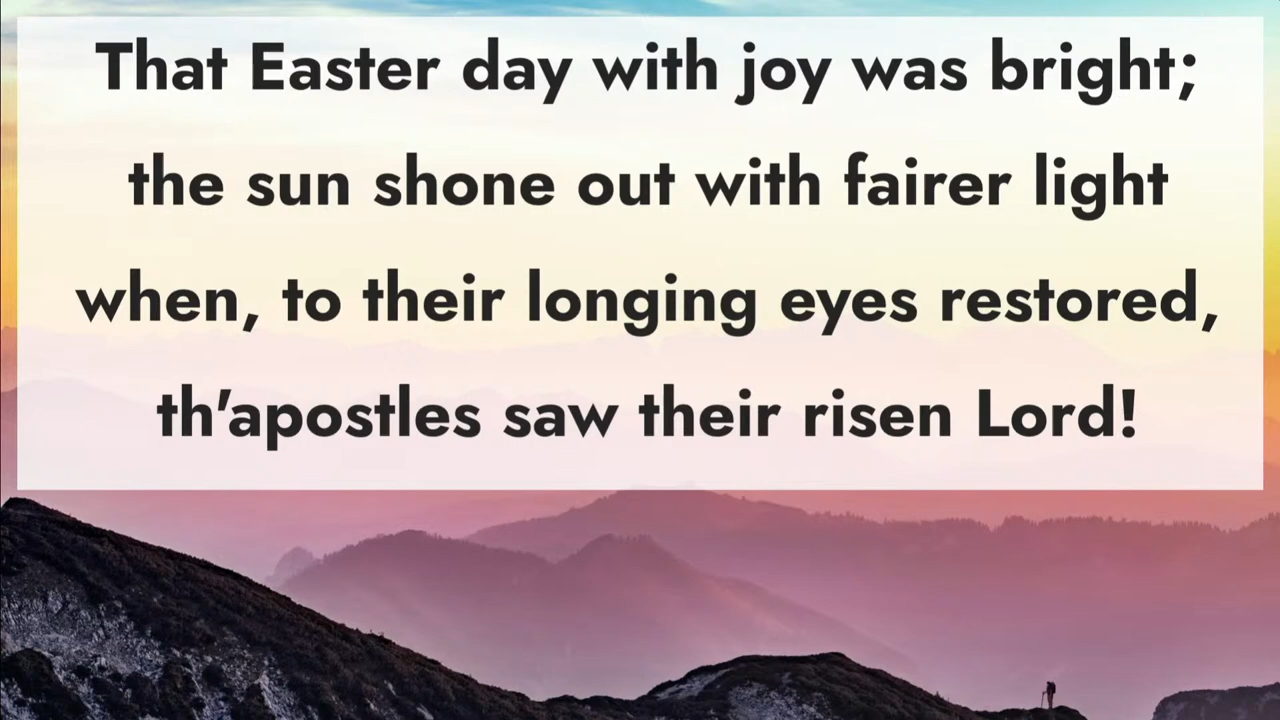 That Easter day with joy was bright;
the sun shone out with fairer light
when, to their longing eyes restored,
th'apostles saw their risen Lord!